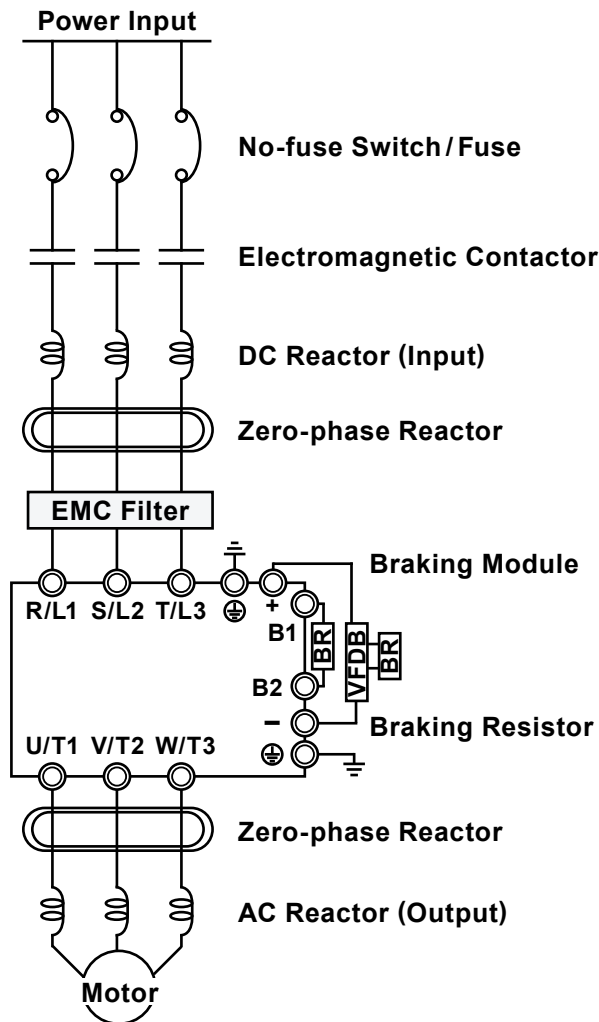 Power Input
No-fuse Switch/Fuse
Electromagnetic Contactor
DC Reactor (Input)
Zero-phase Reactor
EMC Filter
Braking Module
R/L1 S/L2 T/L3
+
B1
BR
VFDB
BR
B2
−
Braking Resistor
U/T1 V/T2 W/T3
Zero-phase Reactor
AC Reactor (Output)
Motor